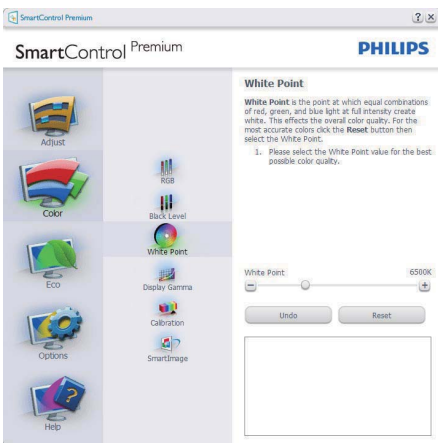 SmartControl Premium
SmartControl Premium
PHILIPS
Adjust
Color
Eco
Options
Help
RGB
Black Level
White Point
Display Gamma
Calibration
SmartImage
White Point
White Point is the point at which equal combinations
of red, green, and blue light at full intensity create
white. This effects the overall color quality. For the
most accurate colors click the Reset button then
select the White Point.
1. Please select the White Point value for the best
possible color quality.
White Point 6500K
Undo Reset